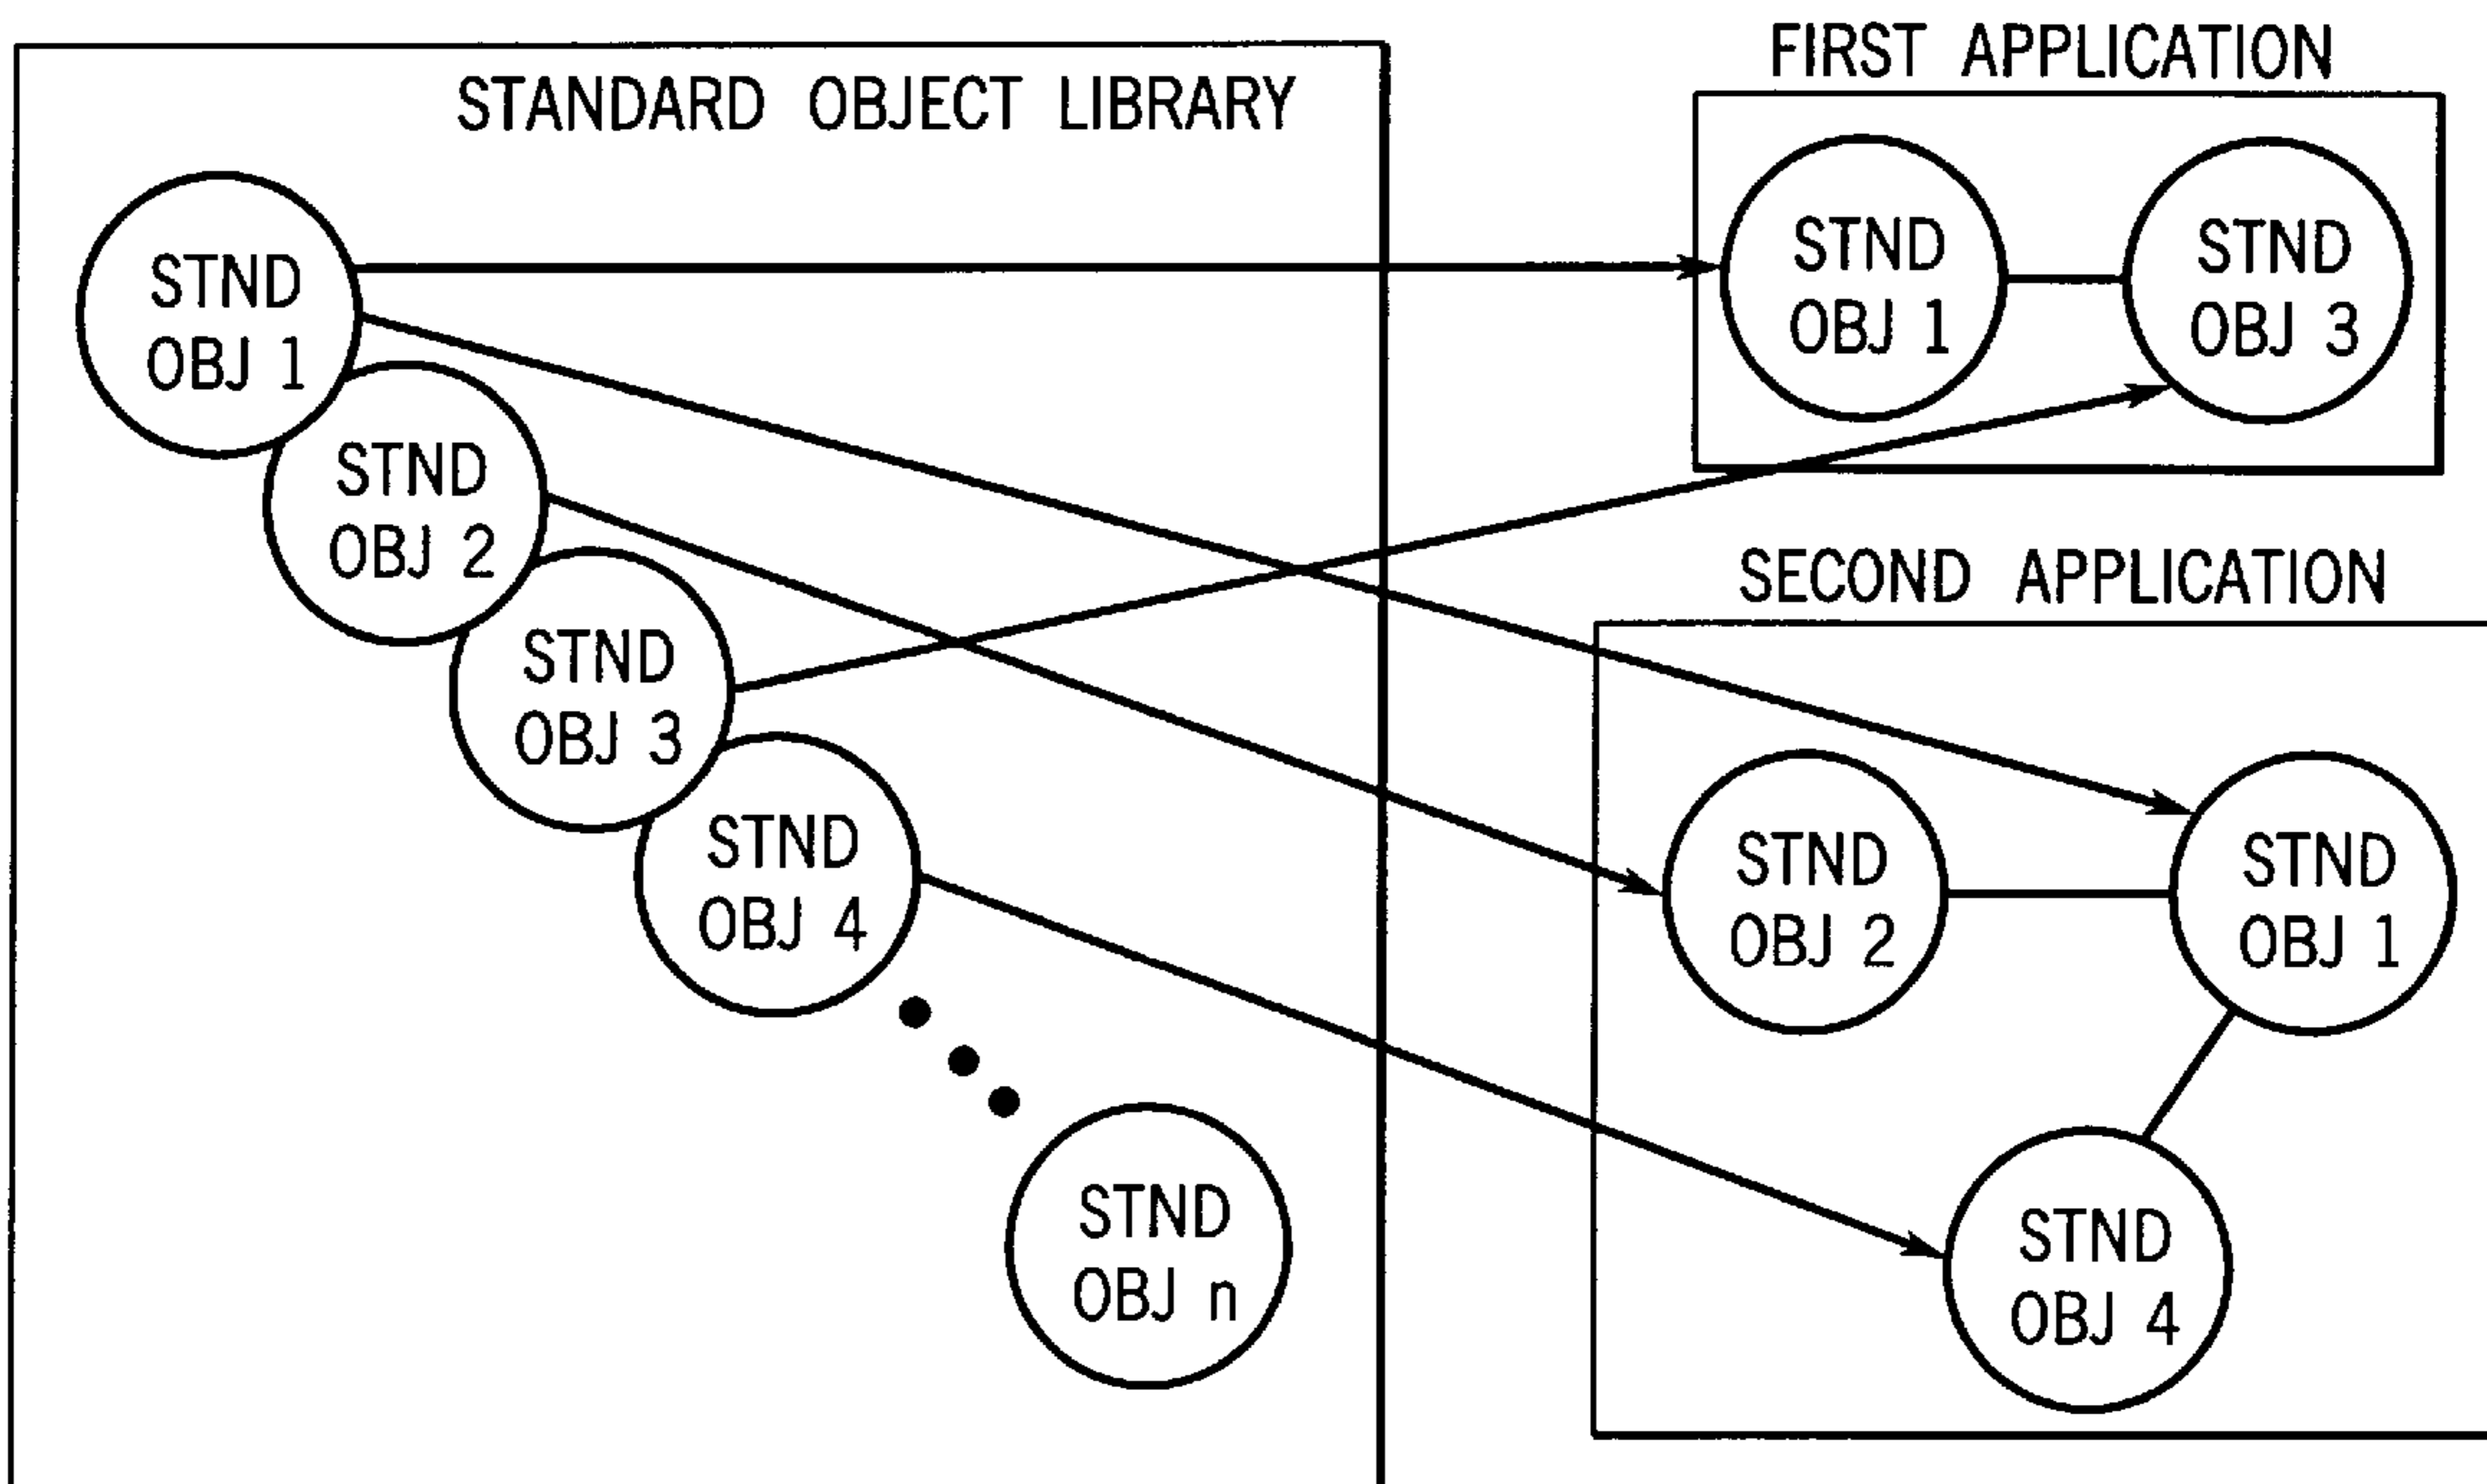 STANDARD OBJECT LIBRARY
STND
OBJ 1
STND
OBJ 2
STND
OBJ 3
STND
OBJ 4
STND
OBJ n
FIRST APPLICATION
STND
OBJ 1
STND
OBJ 3
SECOND APPLICATION
STND
OBJ 2
STND
OBJ 1
STND
OBJ 4